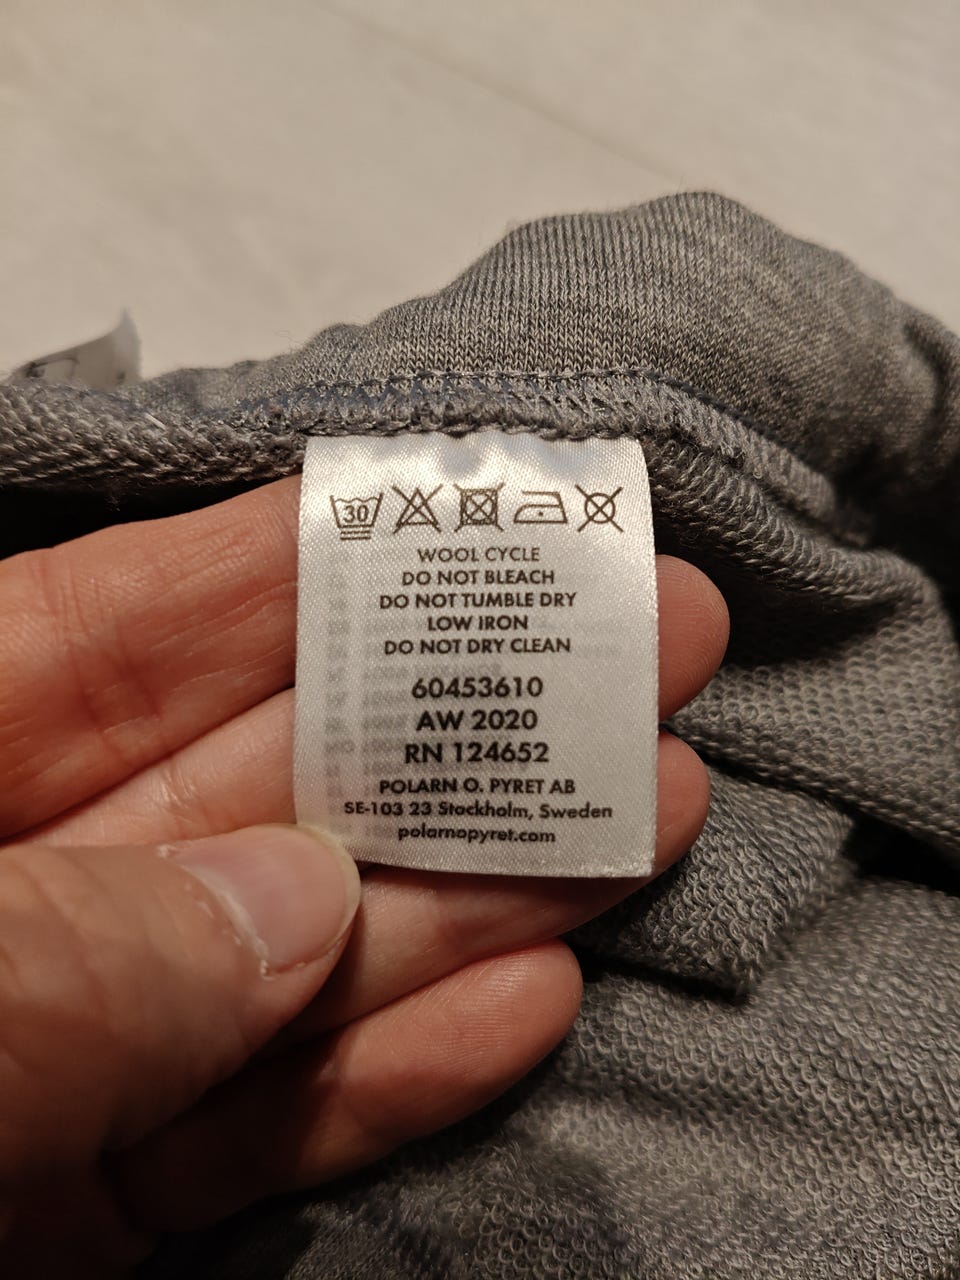 30
WOOL CYCLE
DO NOT BLEACH
DO NOT TUMBLE DRY
LOW IRON
DO NOT DRY CLEAN
60453610
AW 2020
RN 124652
POLARN O. PYRET AB
SE-103 23 Stockholm, Sweden
polarnopyret.com